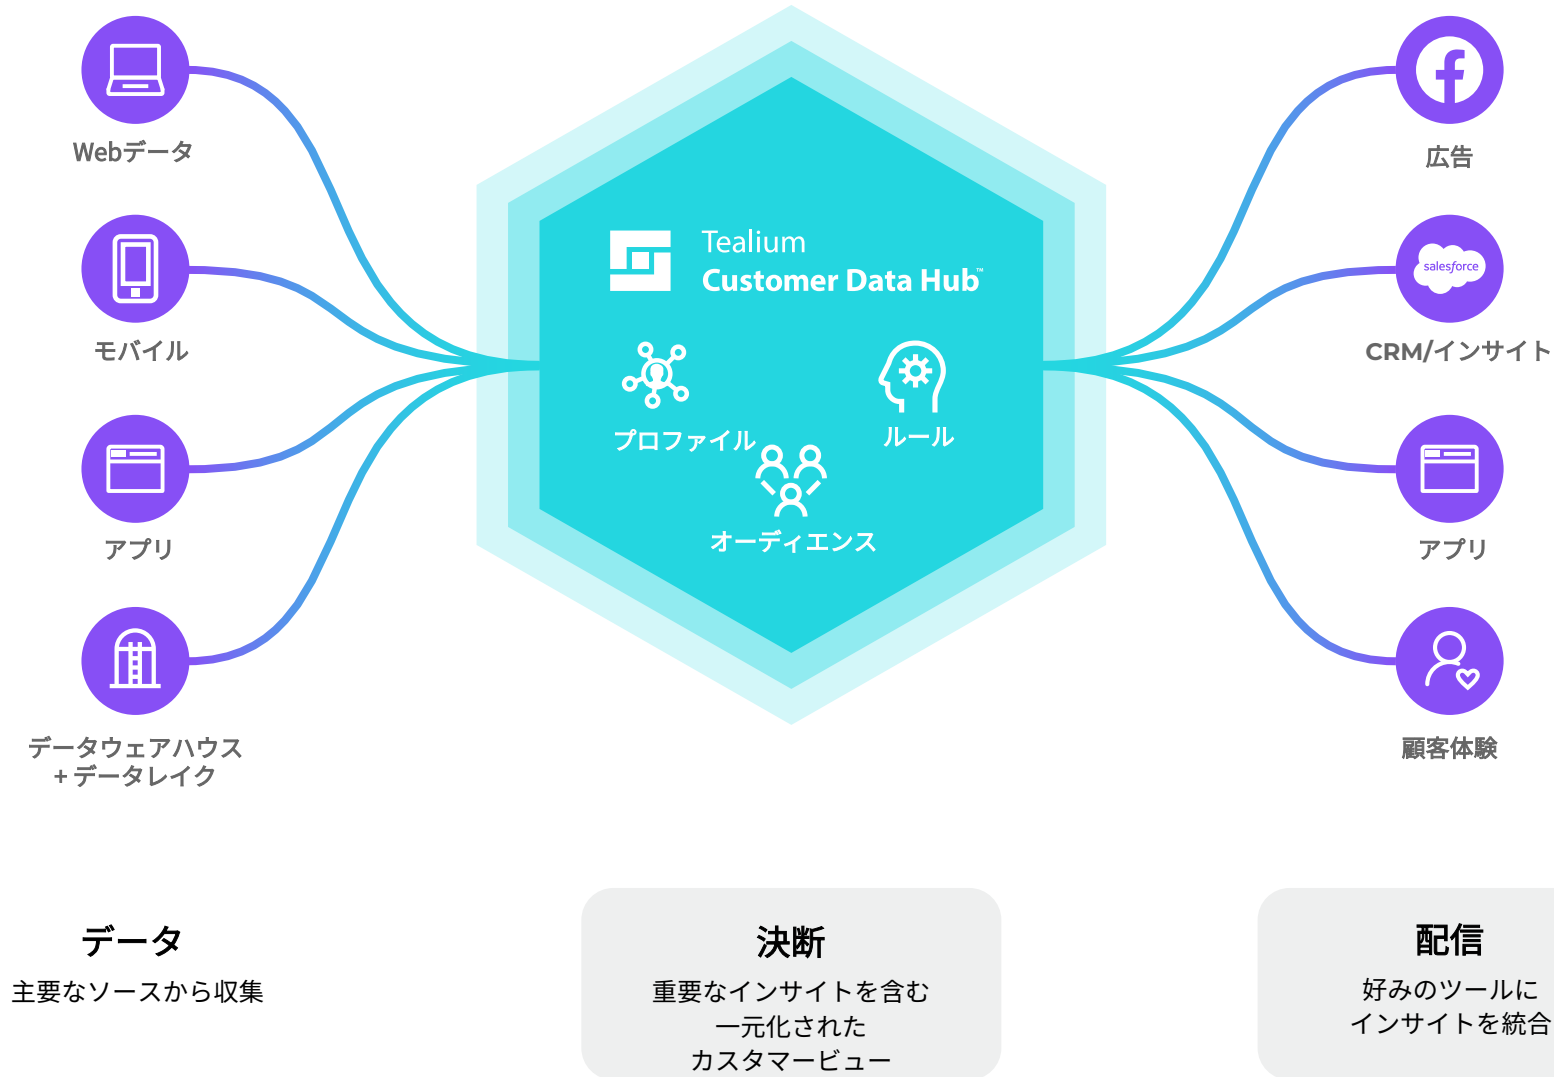 Webデータ
モバイル
アプリ
データウェアハウス
+ データレイク
Tealium
Customer Data Hub™
プロファイル
ルール
オーディエンス
広告
salesforce
CRM/インサイト
アプリ
顧客体験
データ
主要なソースから収集
決断
重要なインサイトを含む
一元化された
カスタマービュー
配信
好みのツールに
インサイトを統合